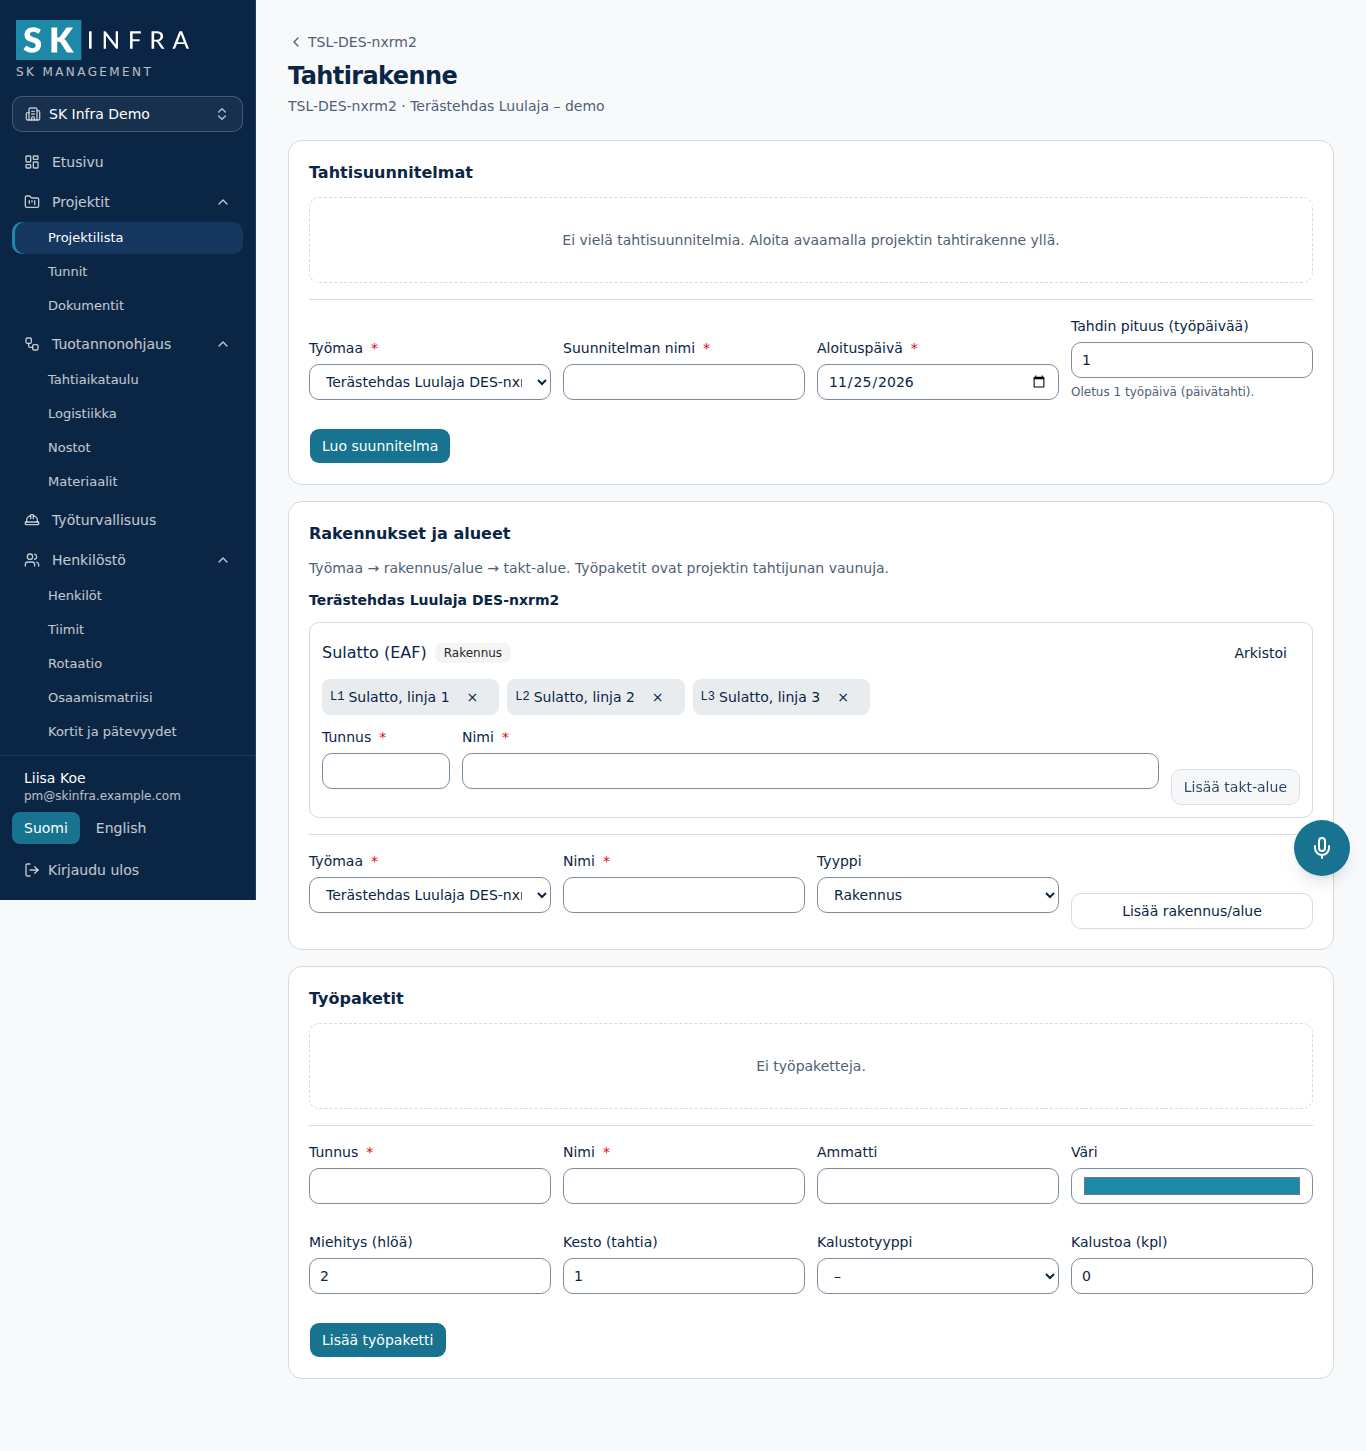 SK INFRA
SK MANAGEMENT
SK Infra Demo
Etusivu
Projektit
Projektilista
Tunnit
Dokumentit
Tuotannonohjaus
Tahtiaikataulu
Logistiikka
Nostot
Materiaalit
Työturvallisuus
Henkilöstö
Henkilöt
Tiimit
Rotaatio
Osaamismatriisi
Kortit ja pätevyydet
Liisa Koe
pm@skinfra.example.com
Suomi English
Kirjaudu ulos
TSL-DES-nxrm2
Tahtirakenne
TSL-DES-nxrm2 · Terästehdas Luulaja – demo
Tahtisuunnitelmat
Ei vielä tahtisuunnitelmia. Aloita avaamalla projektin tahtirakenne yllä.
Työmaa * Suunnitelman nimi * Aloituspäivä * Tahdin pituus (työpäivää)
Terästehdas Luulaja DES-nxr 11/25/2026 1
Oletus 1 työpäivä (päivätahti).
Luo suunnitelma
Rakennukset ja alueet
Työmaa → rakennus/alue → takt-alue. Työpaketit ovat projektin tahtijunan vaunuja.
Terästehdas Luulaja DES-nxrm2
Sulatto (EAF) Rakennus Arkistoi
L1 Sulatto, linja 1 × L2 Sulatto, linja 2 × L3 Sulatto, linja 3 ×
Tunnus * Nimi *
Lisää takt-alue
Työmaa * Nimi * Tyyppi
Terästehdas Luulaja DES-nxr Rakennus
Lisää rakennus/alue
Työpaketit
Ei työpaketteja.
Tunnus * Nimi * Ammatti Väri
Miehitys (hlöä) Kesto (tahtia) Kalustotyyppi Kalustoa (kpl)
2 1 – 0
Lisää työpaketti